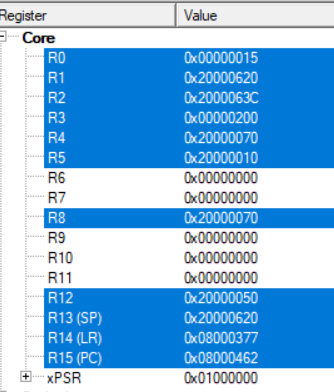 Register Value
Core
R0 0x00000015
R1 0x20000620
R2 0x2000063C
R3 0x00000200
R4 0x20000070
R5 0x20000010
R6 0x00000000
R7 0x00000000
R8 0x20000070
R9 0x00000000
R10 0x00000000
R11 0x00000000
R12 0x20000050
R13 (SP) 0x20000620
R14 (LR) 0x08000377
R15 (PC) 0x08000462
xPSR 0x01000000